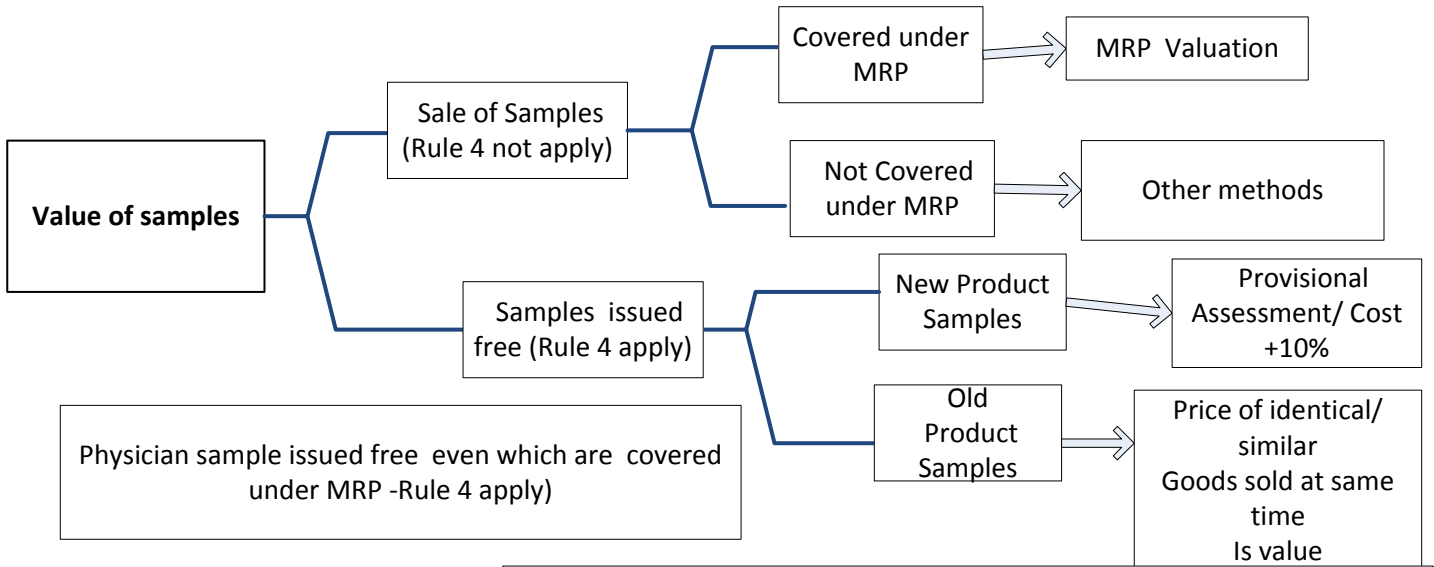 Value of samples
Sale of Samples
(Rule 4 not apply)
Covered under
MRP
MRP Valuation
Not Covered
under MRP
Other methods
Samples issued
free (Rule 4 apply)
New Product
Samples
Provisional
Assessment/ Cost
+10%
Old
Product
Samples
Price of identical/
similar
Goods sold at same
time
Is value
Physician sample issued free even which are covered
under MRP -Rule 4 apply)